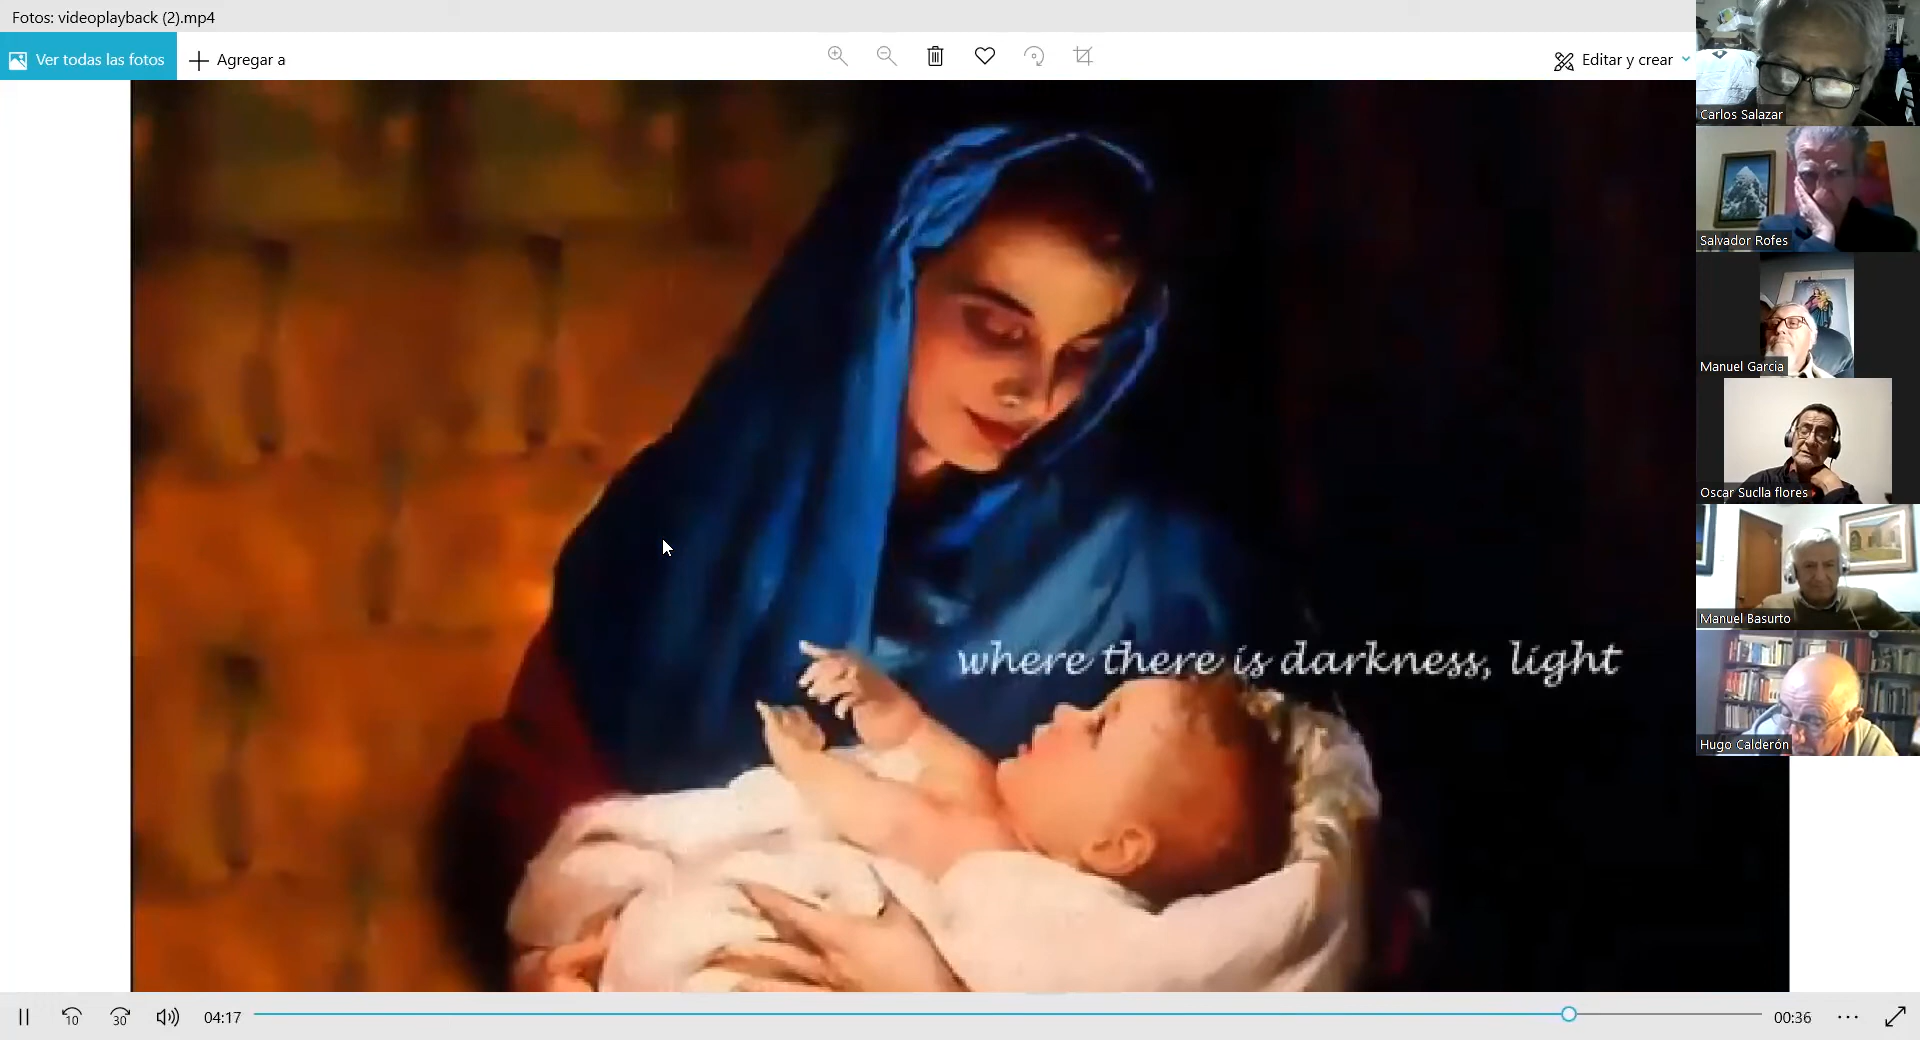 Fotos: videoplayback (2).mp4
Ver todas las fotos
Agregar a
Editar y crear
Carlos Salazar
Salvador Rofes
Manuel Garcia
Oscar Suclla flores
Manuel Basurto
where there is darkness, light
Hugo Calderón
10
30
04:17
00:36